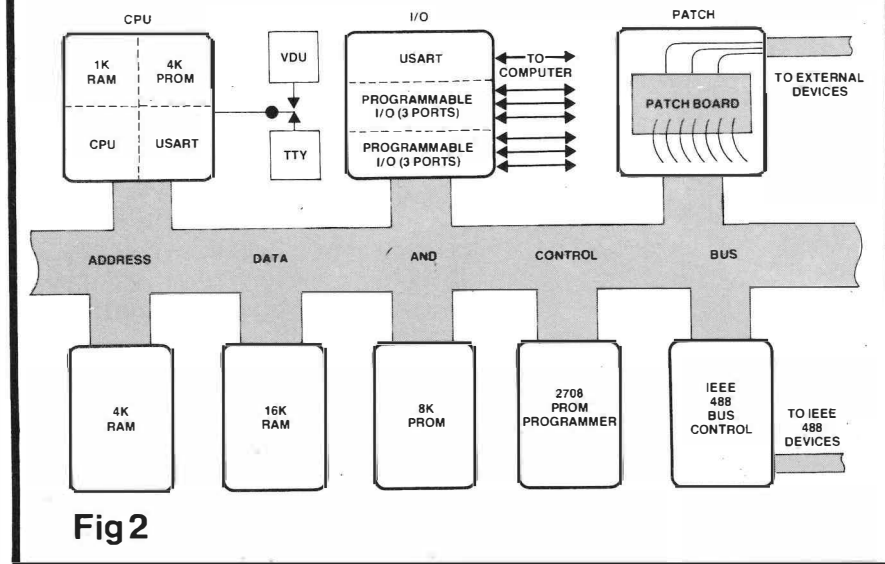 CPU
I/O
PATCH
1K
RAM
4K
PROM
CPU
USART
VDU
TTY
USART
PROGRAMMABLE
I/O (3 PORTS)
PROGRAMMABLE
I/O (3 PORTS)
TO
COMPUTER
PATCH BOARD
TO EXTERNAL
DEVICES
ADDRESS DATA AND CONTROL BUS
4K
RAM
16K
RAM
8K
PROM
2708
PROM
PROGRAMMER
IEEE
488
BUS
CONTROL
TO IEEE
488
DEVICES
Fig2